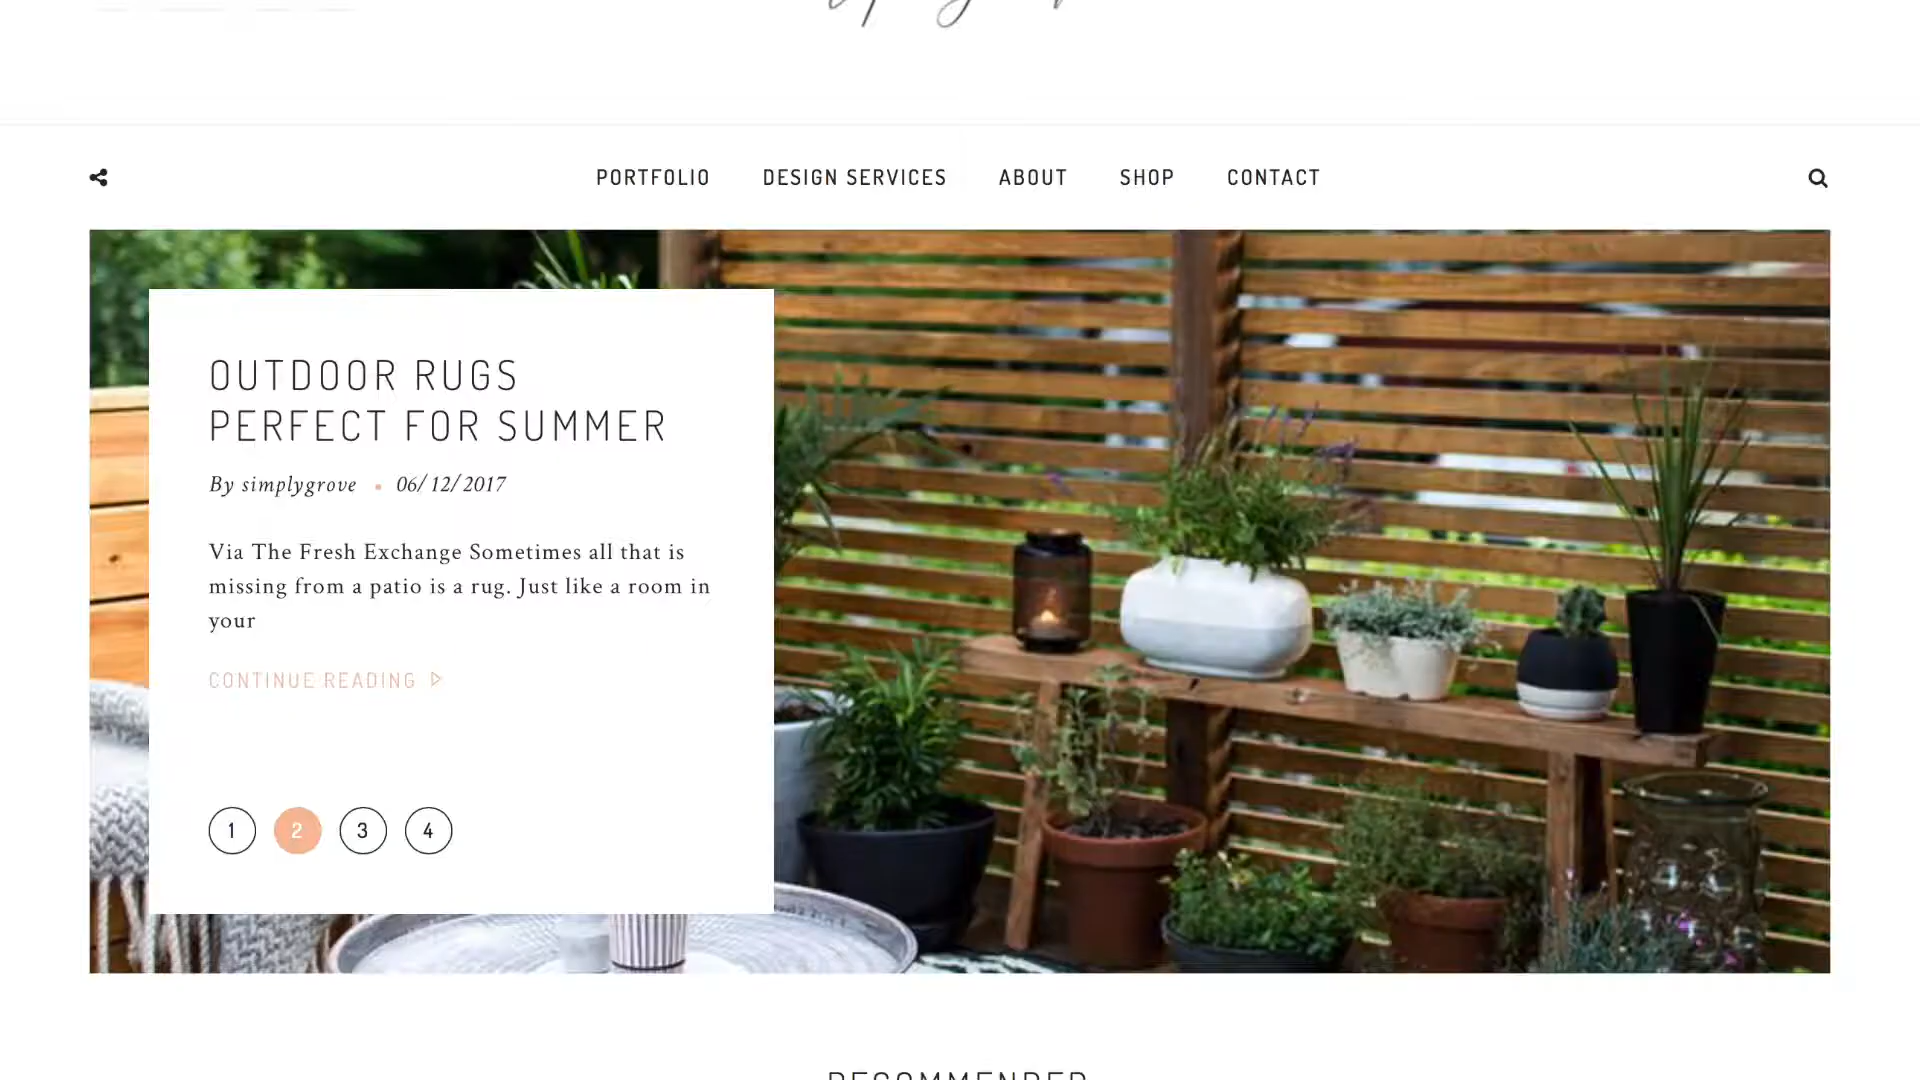 PORTFOLIO DESIGN SERVICES ABOUT SHOP CONTACT
OUTDOOR RUGS
PERFECT FOR SUMMER
By simplygrove • 06/12/2017
Via The Fresh Exchange Sometimes all that is
missing from a patio is a rug. Just like a room in
your
CONTINUE READING
1 2 3 4
RECOMMENDED